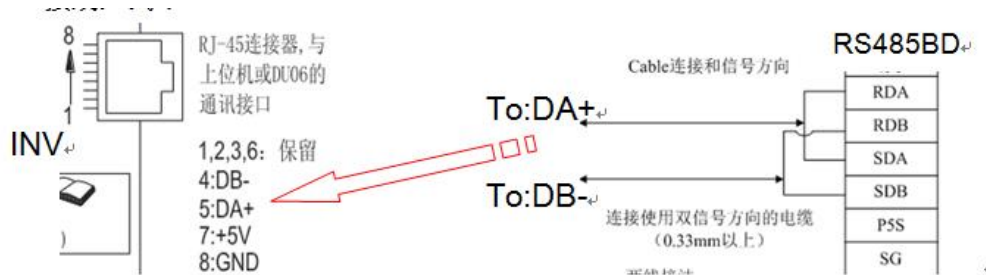 8
1
INV
RJ-45连接器,与
上位机或DU06的
通讯接口
1,2,3,6: 保留
4:DB-
5:DA+
7:+5V
8:GND
)
RS485BD
Cable连接和信号方向
To:DA+
To:DB-
连接使用双信号方向的电缆
(0.33mm以上)
RDA
RDB
SDA
SDB
P5S
SG